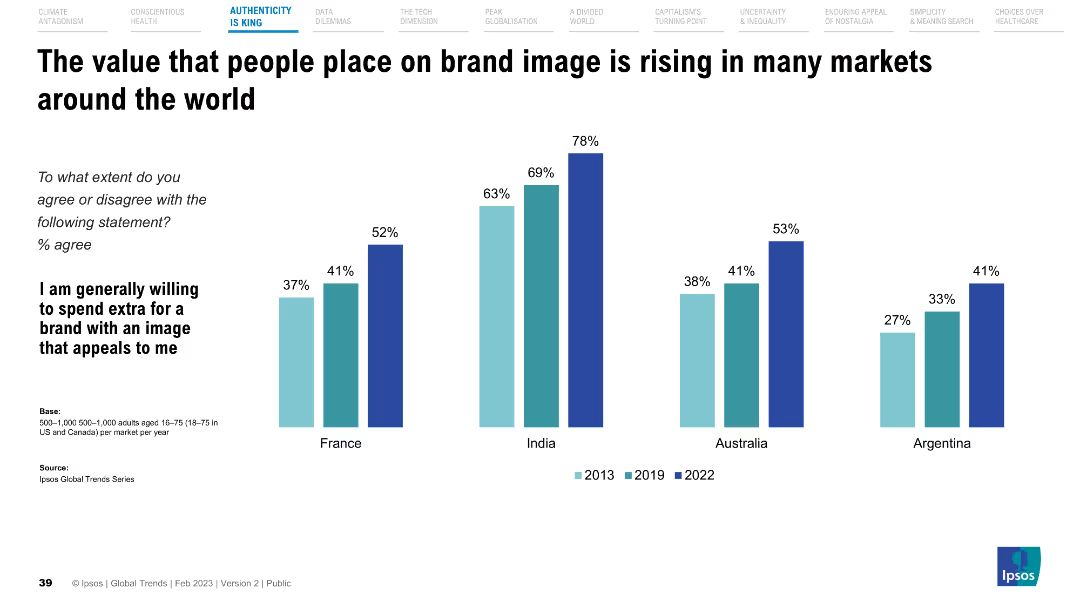 CLIMATE
ANTAGONISM
CONSCIENTIOUS
HEALTH
AUTHENTICITY
IS KING
DATA
DILEMMAS
THE TECH
DIMENSION
PEAK
GLOBALISATION
A DIVIDED
WORLD
CAPITALISM'S
TURNING POINT
UNCERTAINTY
& INEQUALITY
ENDURING APPEAL
OF NOSTALGIA
SIMPLICITY
& MEANING SEARCH
CHOICES OVER
HEALTHCARE
The value that people place on brand image is rising in many markets
around the world
To what extent do you
agree or disagree with the
following statement?
% agree
I am generally willing
to spend extra for a
brand with an image
that appeals to me
Base:
500–1,000 500–1,000 adults aged 16–75 (18–75 in
US and Canada) per market per year
Source:
Ipsos Global Trends Series
37%
41%
52%
France
63%
69%
78%
India
38%
41%
53%
Australia
27%
33%
41%
Argentina
2013 2019 2022
39 © Ipsos | Global Trends | Feb 2023 | Version 2 | Public
Ipsos